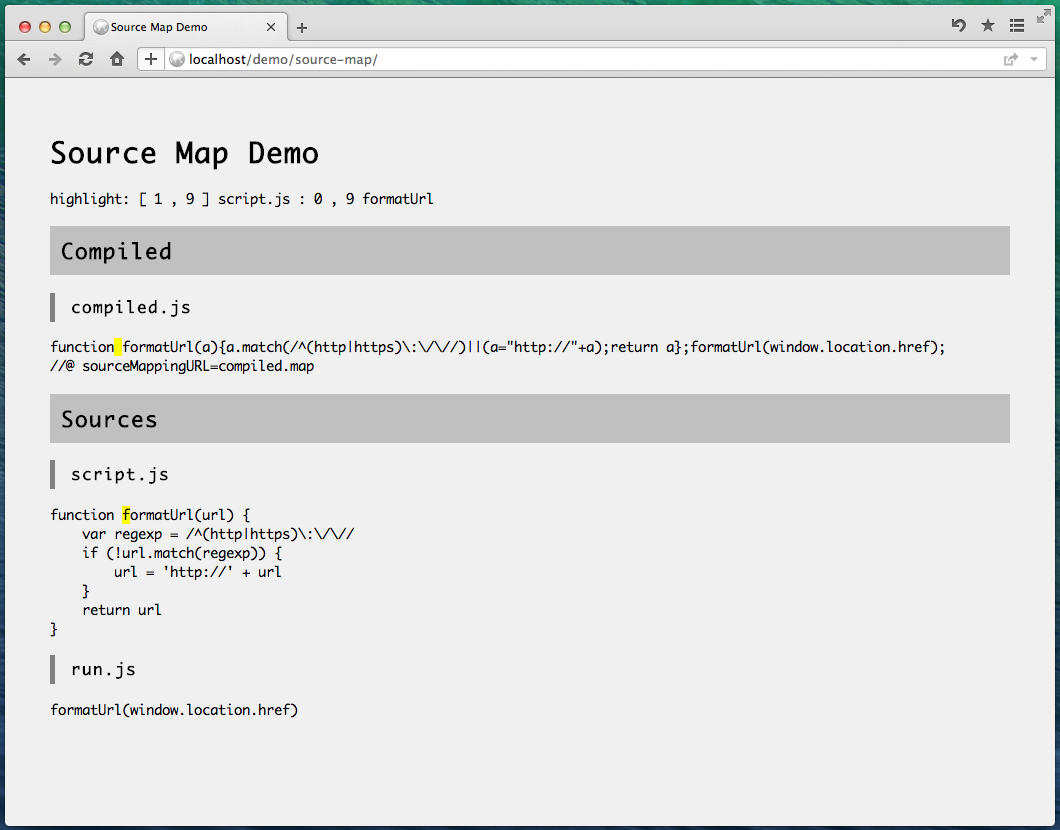 Source Map Demo
localhost/demo/source-map/
Source Map Demo
highlight: [ 1 , 9 ] script.js : 0 , 9 formatUrl
Compiled
compiled.js
function formatUrl(a){a.match(/^(http|https)\:\/\//)||(a="http://"+a);return a};formatUrl(window.location.href);
//@ sourceMappingURL=compiled.map
Sources
script.js
function formatUrl(url) {
    var regexp = /^(http|https)\:\/\//
    if (!url.match(regexp)) {
        url = 'http://' + url
    }
    return url
}
run.js
formatUrl(window.location.href)